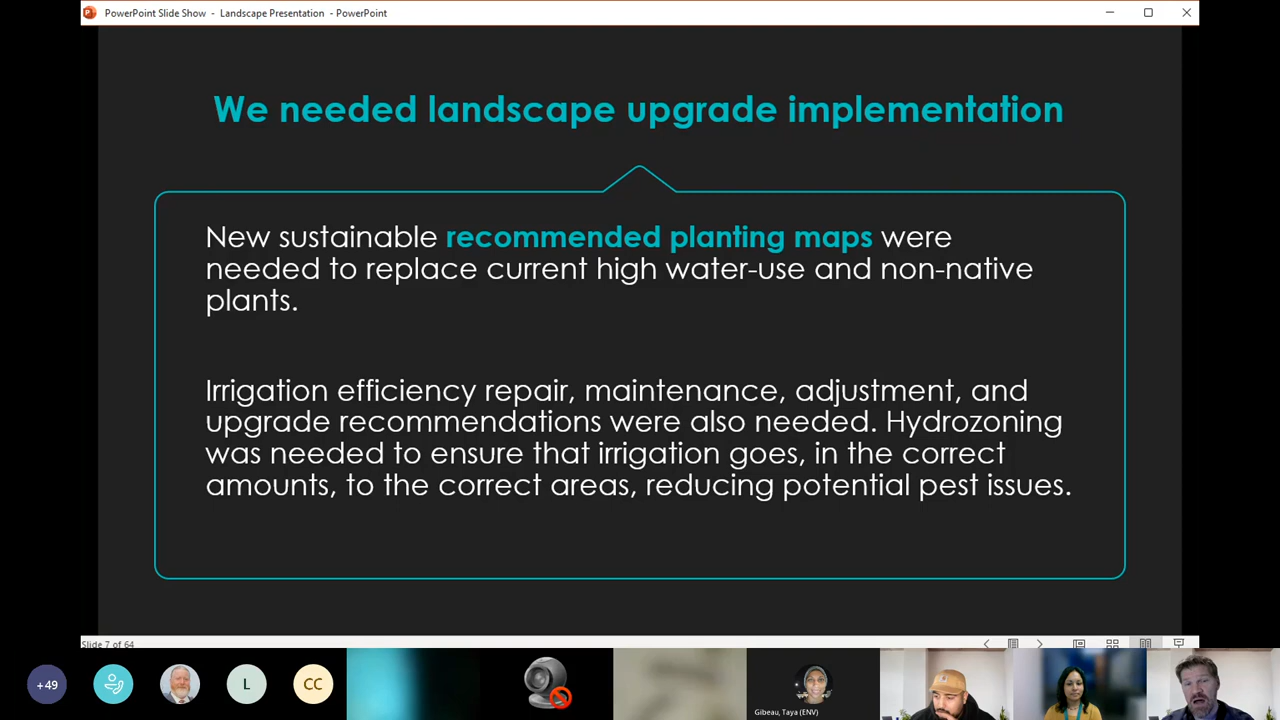 PowerPoint Slide Show - Landscape Presentation - PowerPoint
We needed landscape upgrade implementation
New sustainable recommended planting maps were
needed to replace current high water-use and non-native
plants.
Irrigation efficiency repair, maintenance, adjustment, and
upgrade recommendations were also needed. Hydrozoning
was needed to ensure that irrigation goes, in the correct
amounts, to the correct areas, reducing potential pest issues.
Slide 7 of 64
+49
L
CC
Gibeau, Taya (ENV)